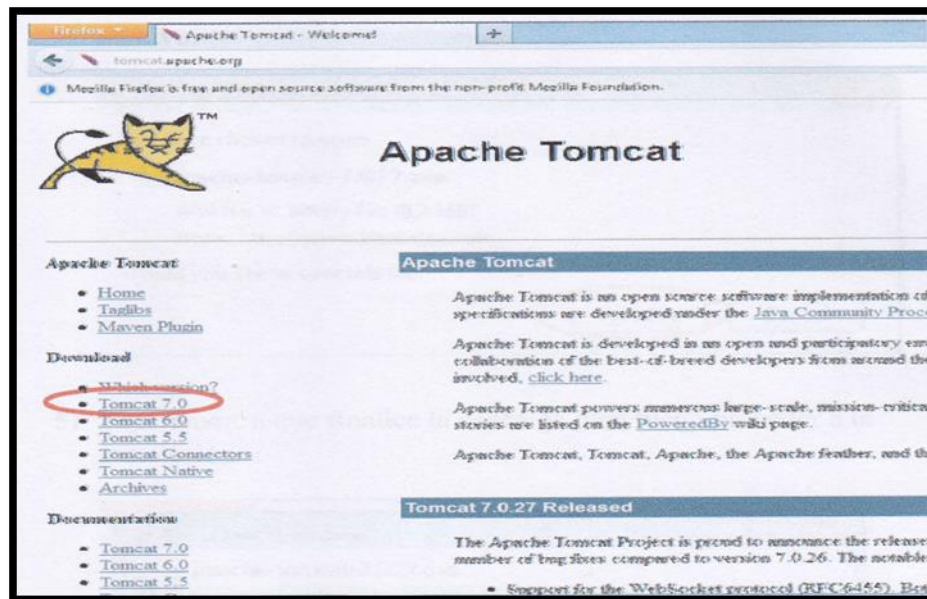 Firefox
Apache Tomcat - Welcome!
+
tomcat.apache.org
Mozilla Firefox is free and open source software from the non-profit Mozilla Foundation.
TM
Apache Tomcat
Apache Tomcat
Home
Taglibs
Maven Plugin
Download
Which version?
Tomcat 7.0
Tomcat 6.0
Tomcat 5.5
Tomcat Connectors
Tomcat Native
Archives
Documentation
Tomcat 7.0
Tomcat 6.0
Tomcat 5.5
Apache Tomcat
Apache Tomcat is an open source software implementation of
specifications are developed under the Java Community Proce
Apache Tomcat is developed in an open and participatory
collaboration of the best-of-breed developers from around the
involved, click here.
Apache Tomcat powers numerous large-scale, mission-critical
stories are listed on the PoweredBy wiki page.
Apache Tomcat, Tomcat, Apache, the Apache feather, and th
Tomcat 7.0.27 Released
The Apache Tomcat Project is proud to announce the release
number of bug fixes compared to version 7.0.26. The notable
Support for the WebSocket protocol (RFC6455). Bot